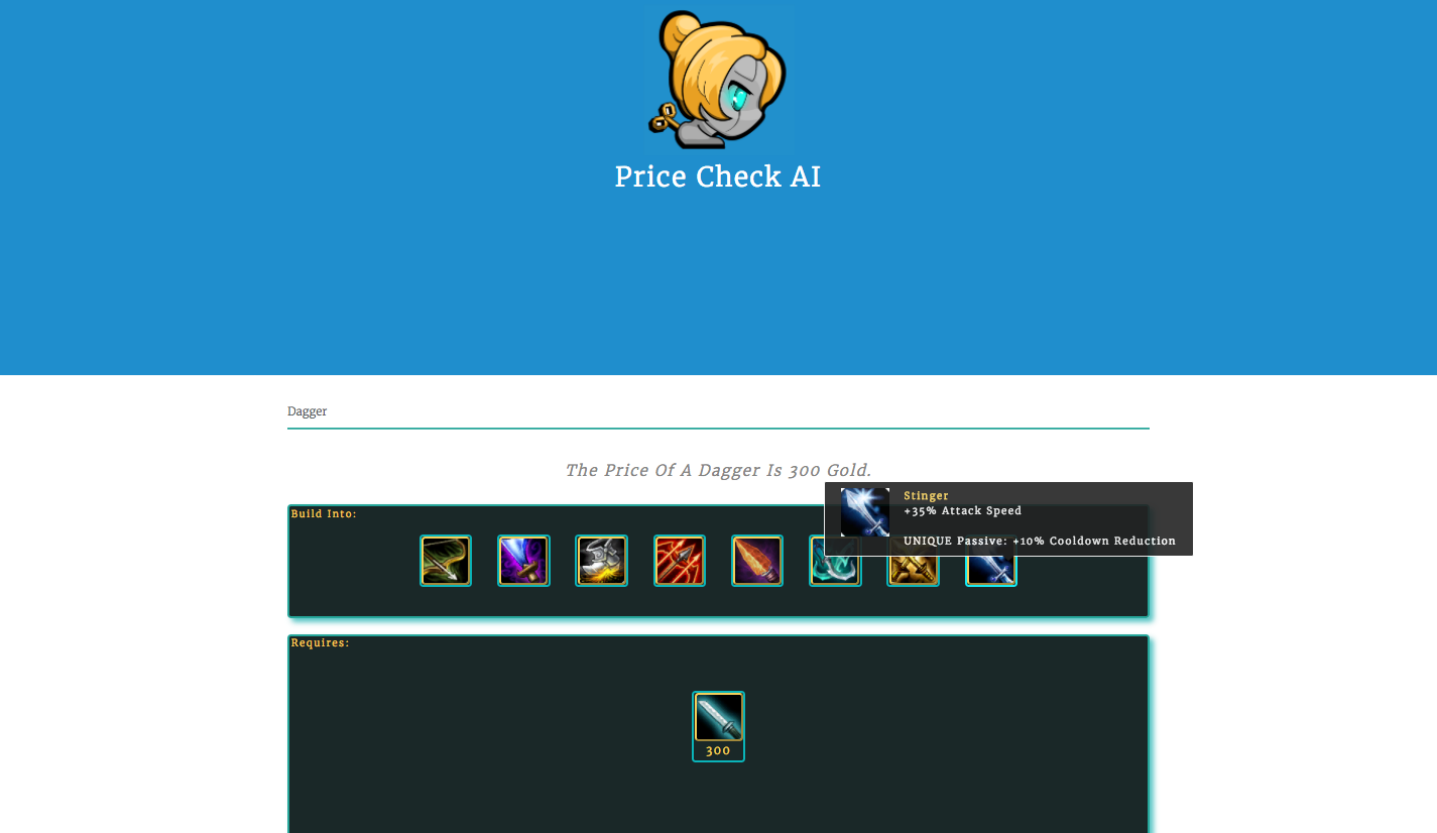 Price Check AI
Dagger
The Price Of A Dagger Is 300 Gold.
Build Into:
Stinger
+35% Attack Speed
UNIQUE Passive: +10% Cooldown Reduction
Requires:
300